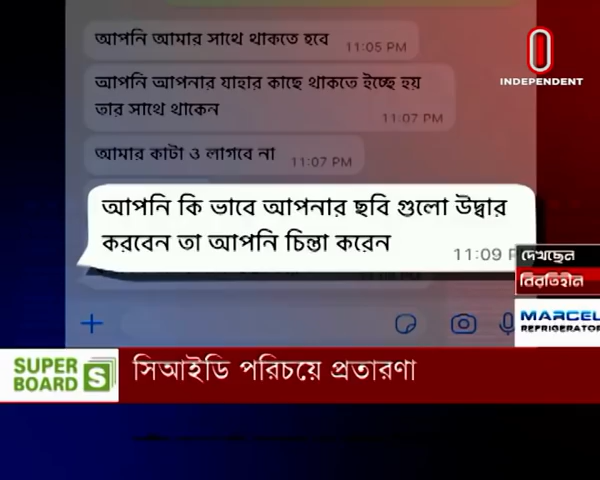 আপনি আমার সাথে থাকতে হবে
11:05 PM
INDEPENDENT
আপনি আপনার যাহার কাছে থাকতে ইচ্ছে হয়
তার সাথে থাকেন
11:07 PM
আমার কাটা ও লাগবে না
11:07 PM
আপনি কি ভাবে আপনার ছবি গুলো উদ্বার
করবেন তা আপনি চিন্তা করেন
11:09
দেখছেন
বিরতিহীন
MARCEL
REFRIGERATOR
SUPER
BOARD S
সিআইডি পরিচয়ে প্রতারণা